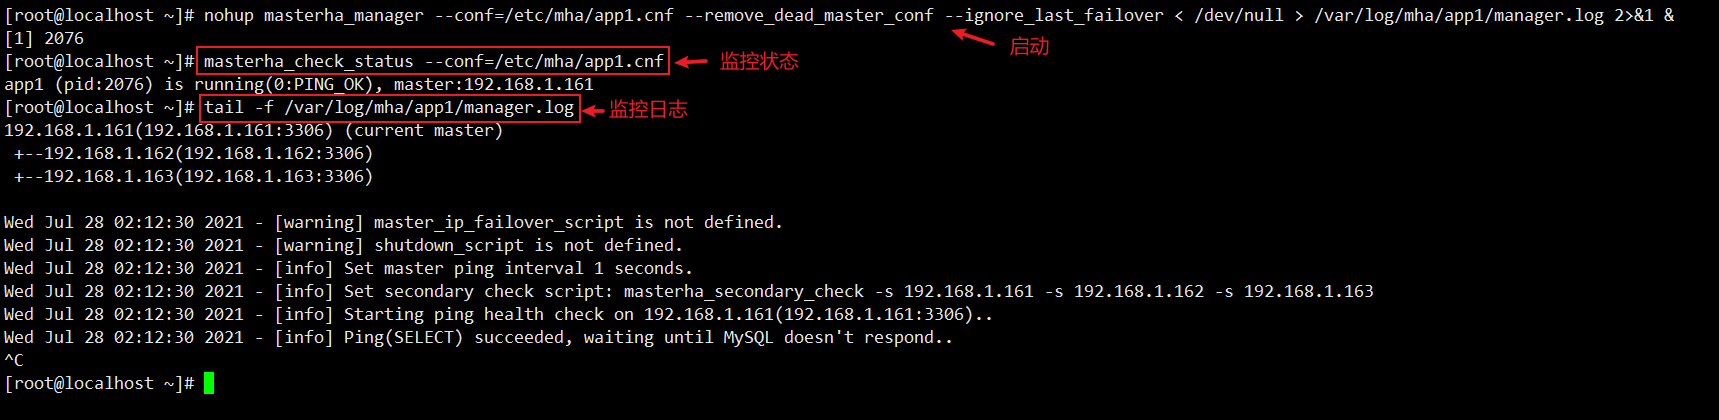 [root@localhost ~]# nohup masterha_manager --conf=/etc/mha/app1.cnf --remove_dead_master_conf --ignore_last_failover < /dev/null > /var/log/mha/app1/manager.log 2>&1 &
启动
[1] 2076
[root@localhost ~]# masterha_check_status --conf=/etc/mha/app1.cnf 监控状态
app1 (pid:2076) is running(0:PING_OK), master:192.168.1.161
[root@localhost ~]# tail -f /var/log/mha/app1/manager.log 监控日志
192.168.1.161(192.168.1.161:3306) (current master)
 +--192.168.1.162(192.168.1.162:3306)
 +--192.168.1.163(192.168.1.163:3306)
Wed Jul 28 02:12:30 2021 - [warning] master_ip_failover_script is not defined.
Wed Jul 28 02:12:30 2021 - [warning] shutdown_script is not defined.
Wed Jul 28 02:12:30 2021 - [info] Set master ping interval 1 seconds.
Wed Jul 28 02:12:30 2021 - [info] Set secondary check script: masterha_secondary_check -s 192.168.1.161 -s 192.168.1.162 -s 192.168.1.163
Wed Jul 28 02:12:30 2021 - [info] Starting ping health check on 192.168.1.161(192.168.1.161:3306)..
Wed Jul 28 02:12:30 2021 - [info] Ping(SELECT) succeeded, waiting until MySQL doesn't respond..
^C
[root@localhost ~]#